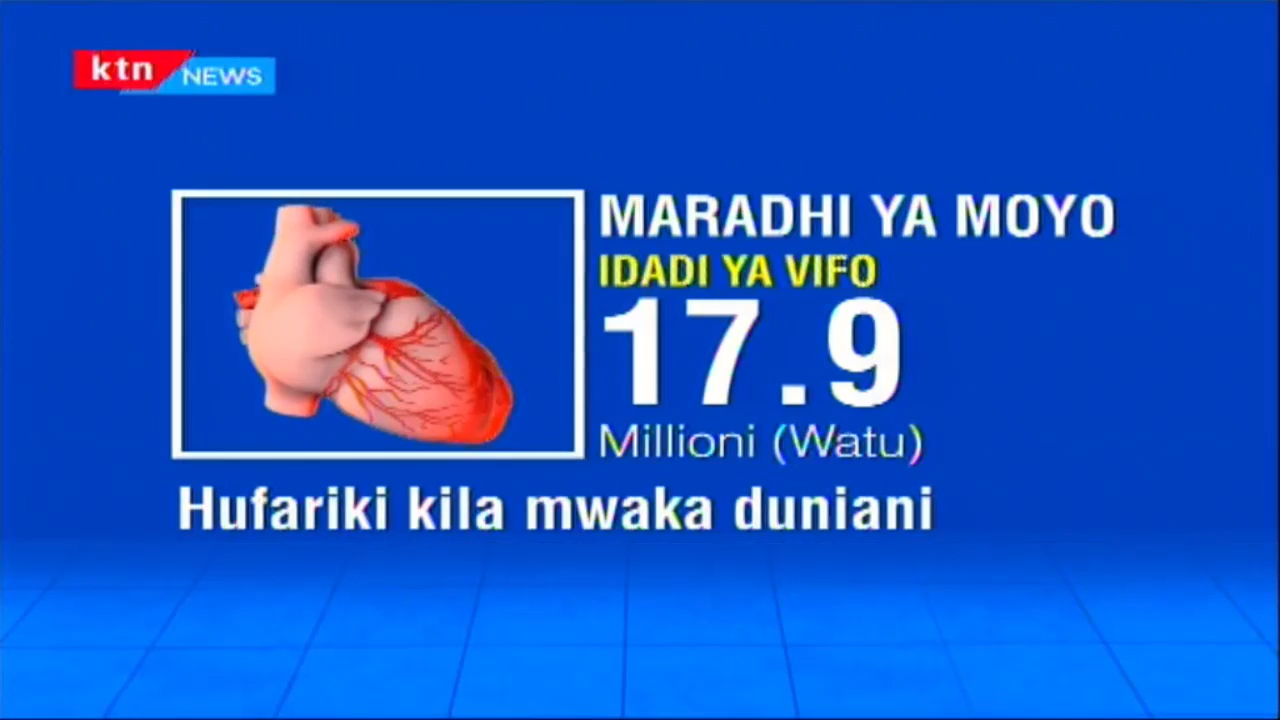 ktn NEWS
MARADHI YA MOYO
IDADI YA VIFO
17.9
Millioni (Watu)
Hufariki kila mwaka duniani